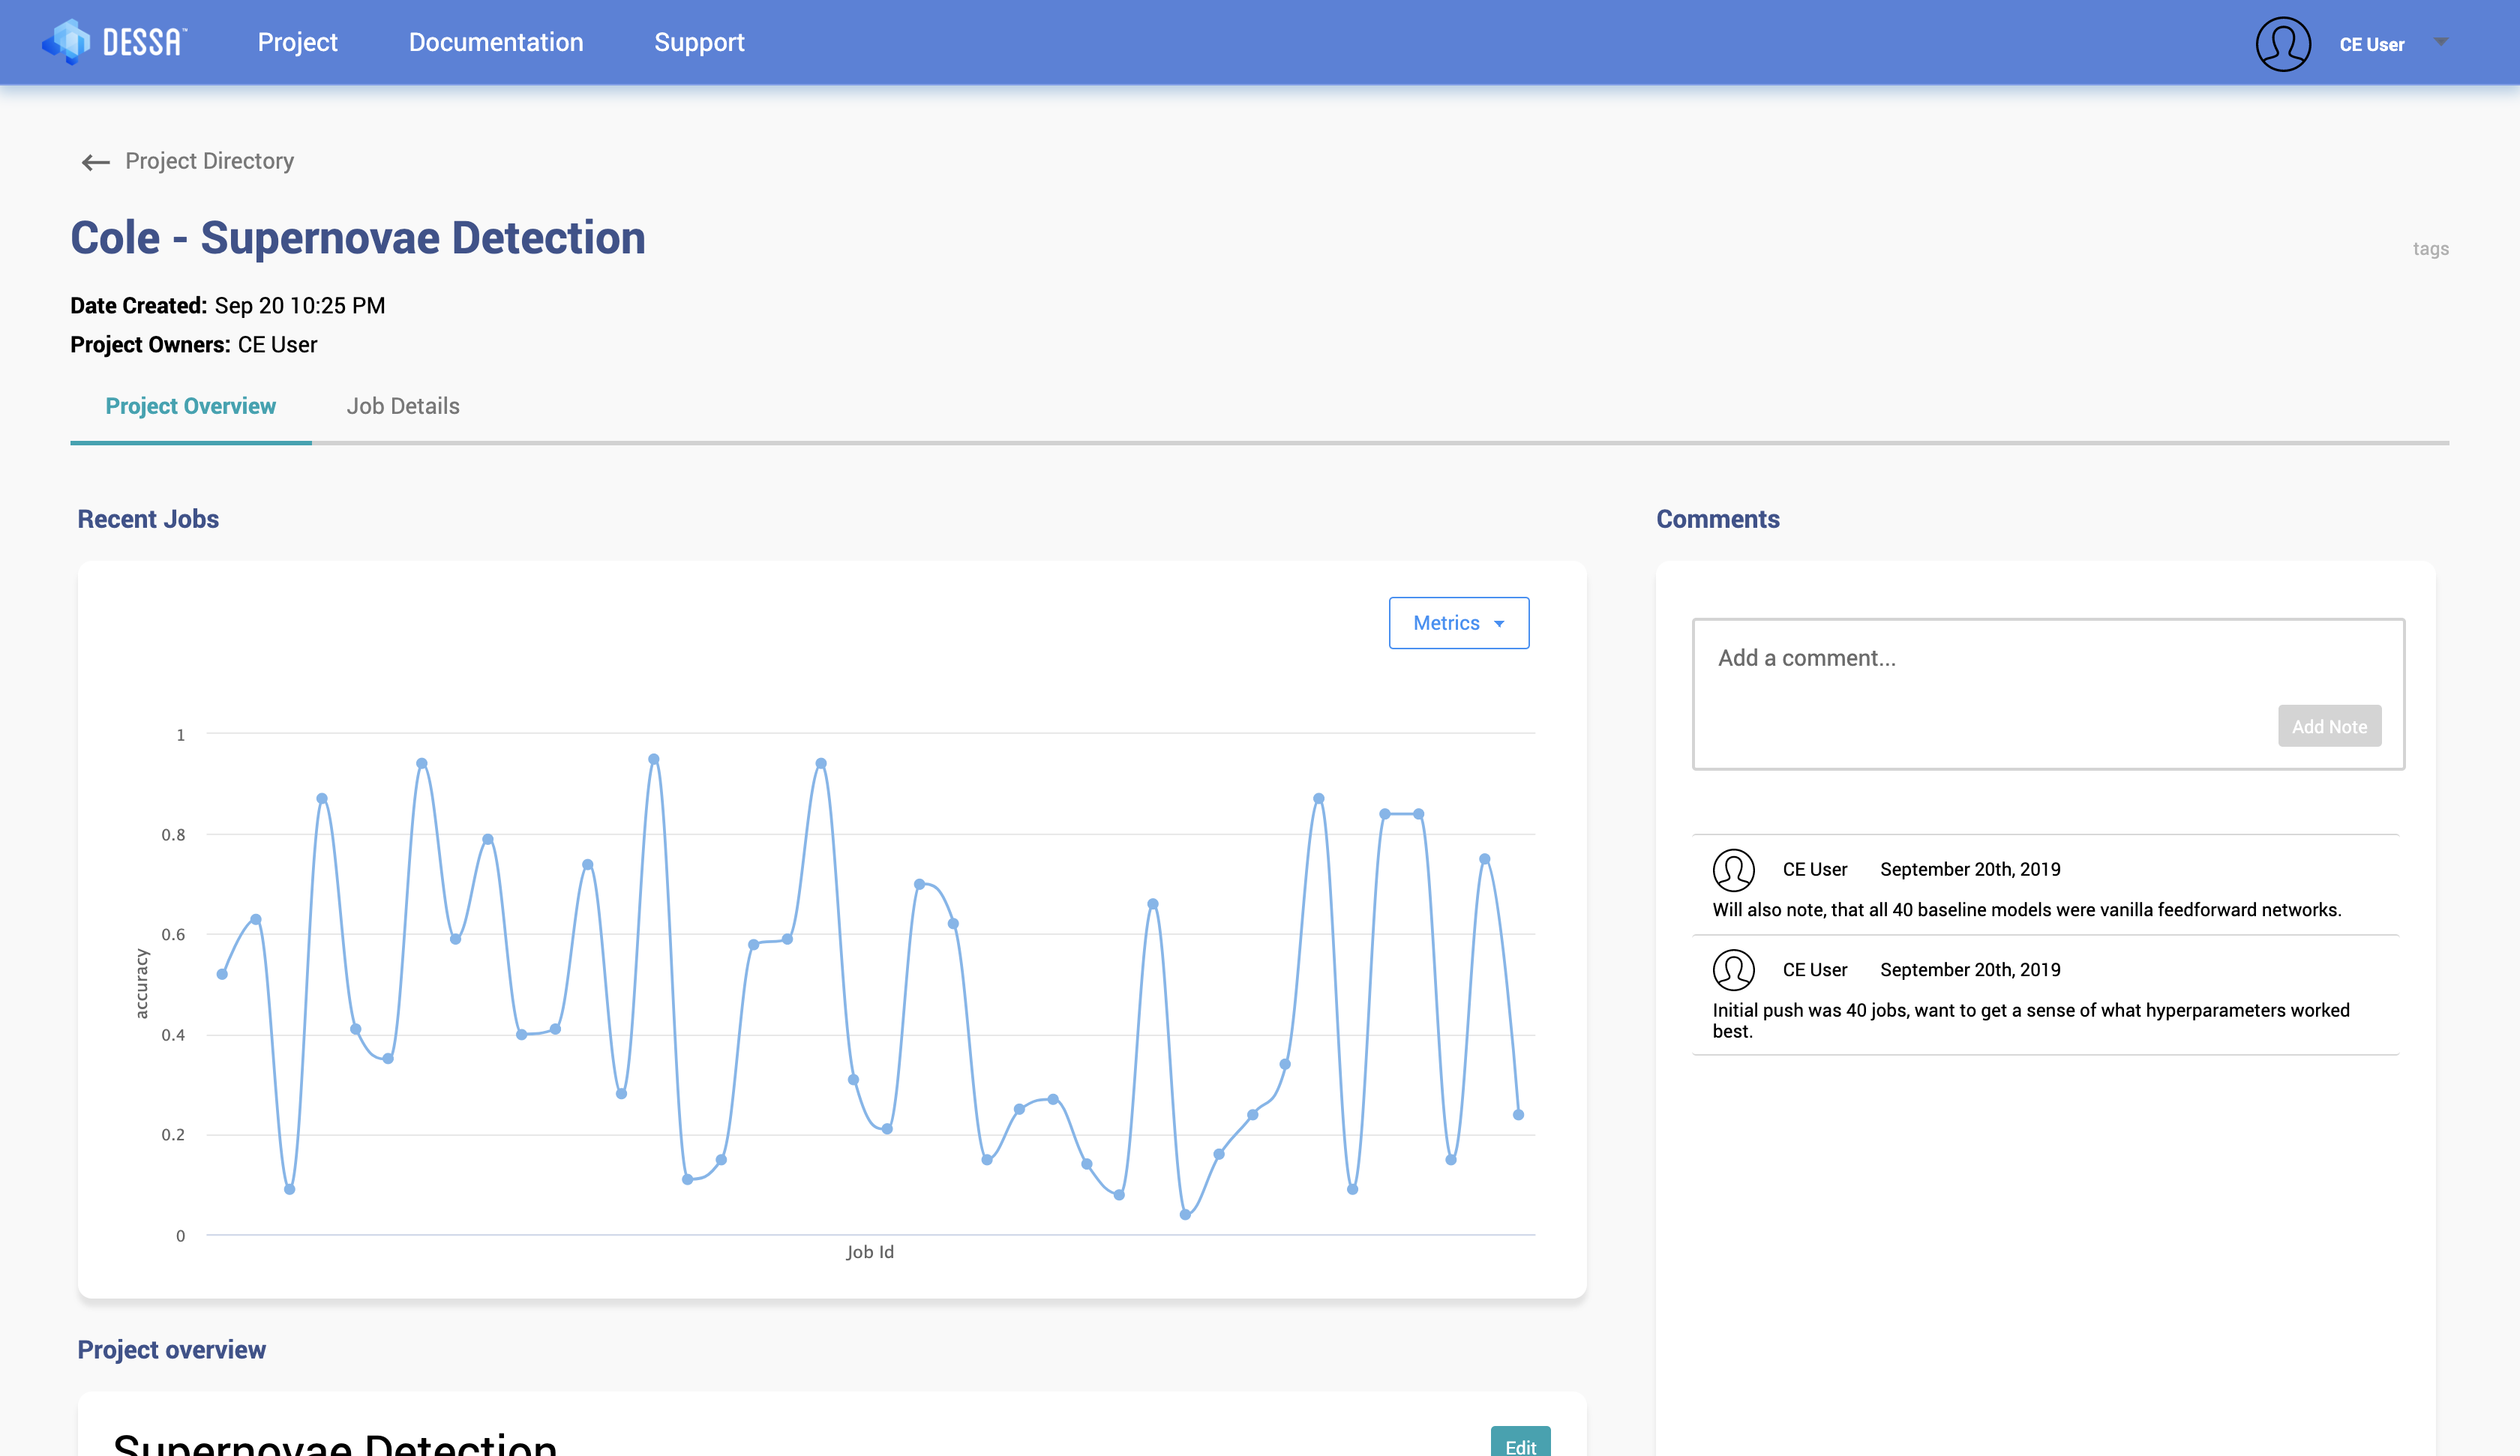 DESSA™
Project
Documentation
Support
CE User
Project Directory
Cole - Supernovae Detection
tags
Date Created: Sep 20 10:25 PM
Project Owners: CE User
Project Overview
Job Details
Recent Jobs
Metrics
1
0.8
0.6
0.4
0.2
0
accuracy
Job Id
Comments
Add a comment...
Add Note
CE User September 20th, 2019
Will also note, that all 40 baseline models were vanilla feedforward networks.
CE User September 20th, 2019
Initial push was 40 jobs, want to get a sense of what hyperparameters worked
best.
Project overview
Supernovae Detection
Edit